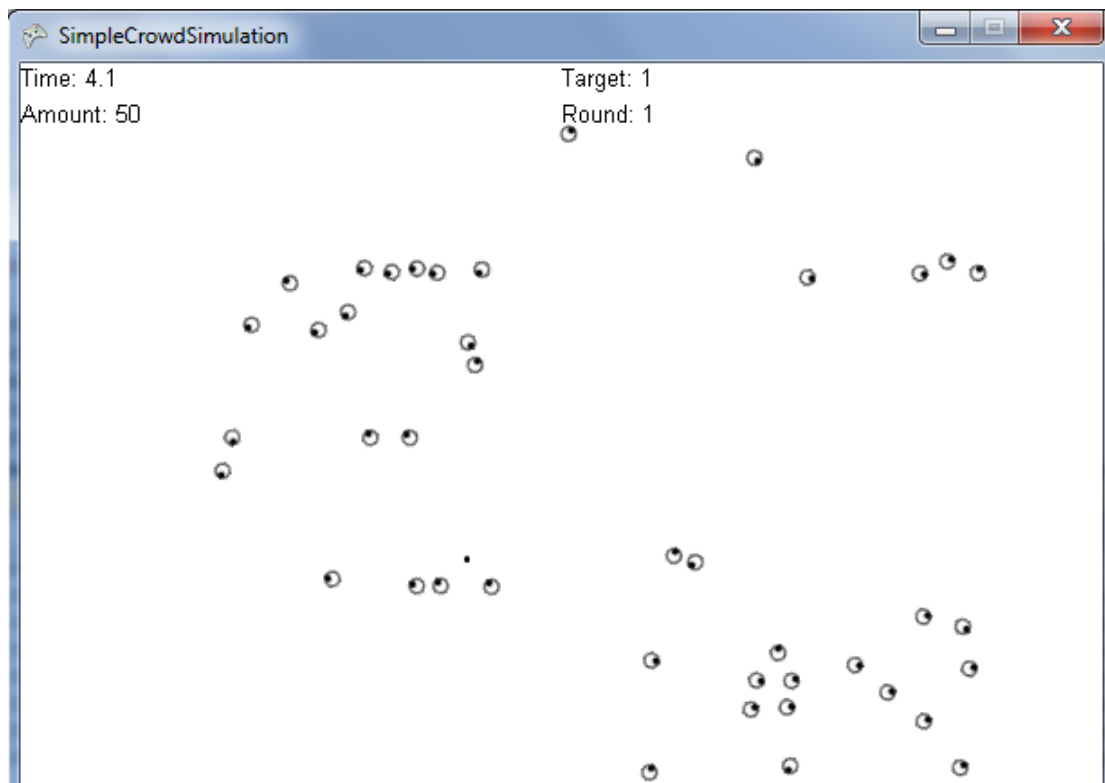 SimpleCrowdSimulation
Time: 4.1
Target: 1
Amount: 50
Round: 1